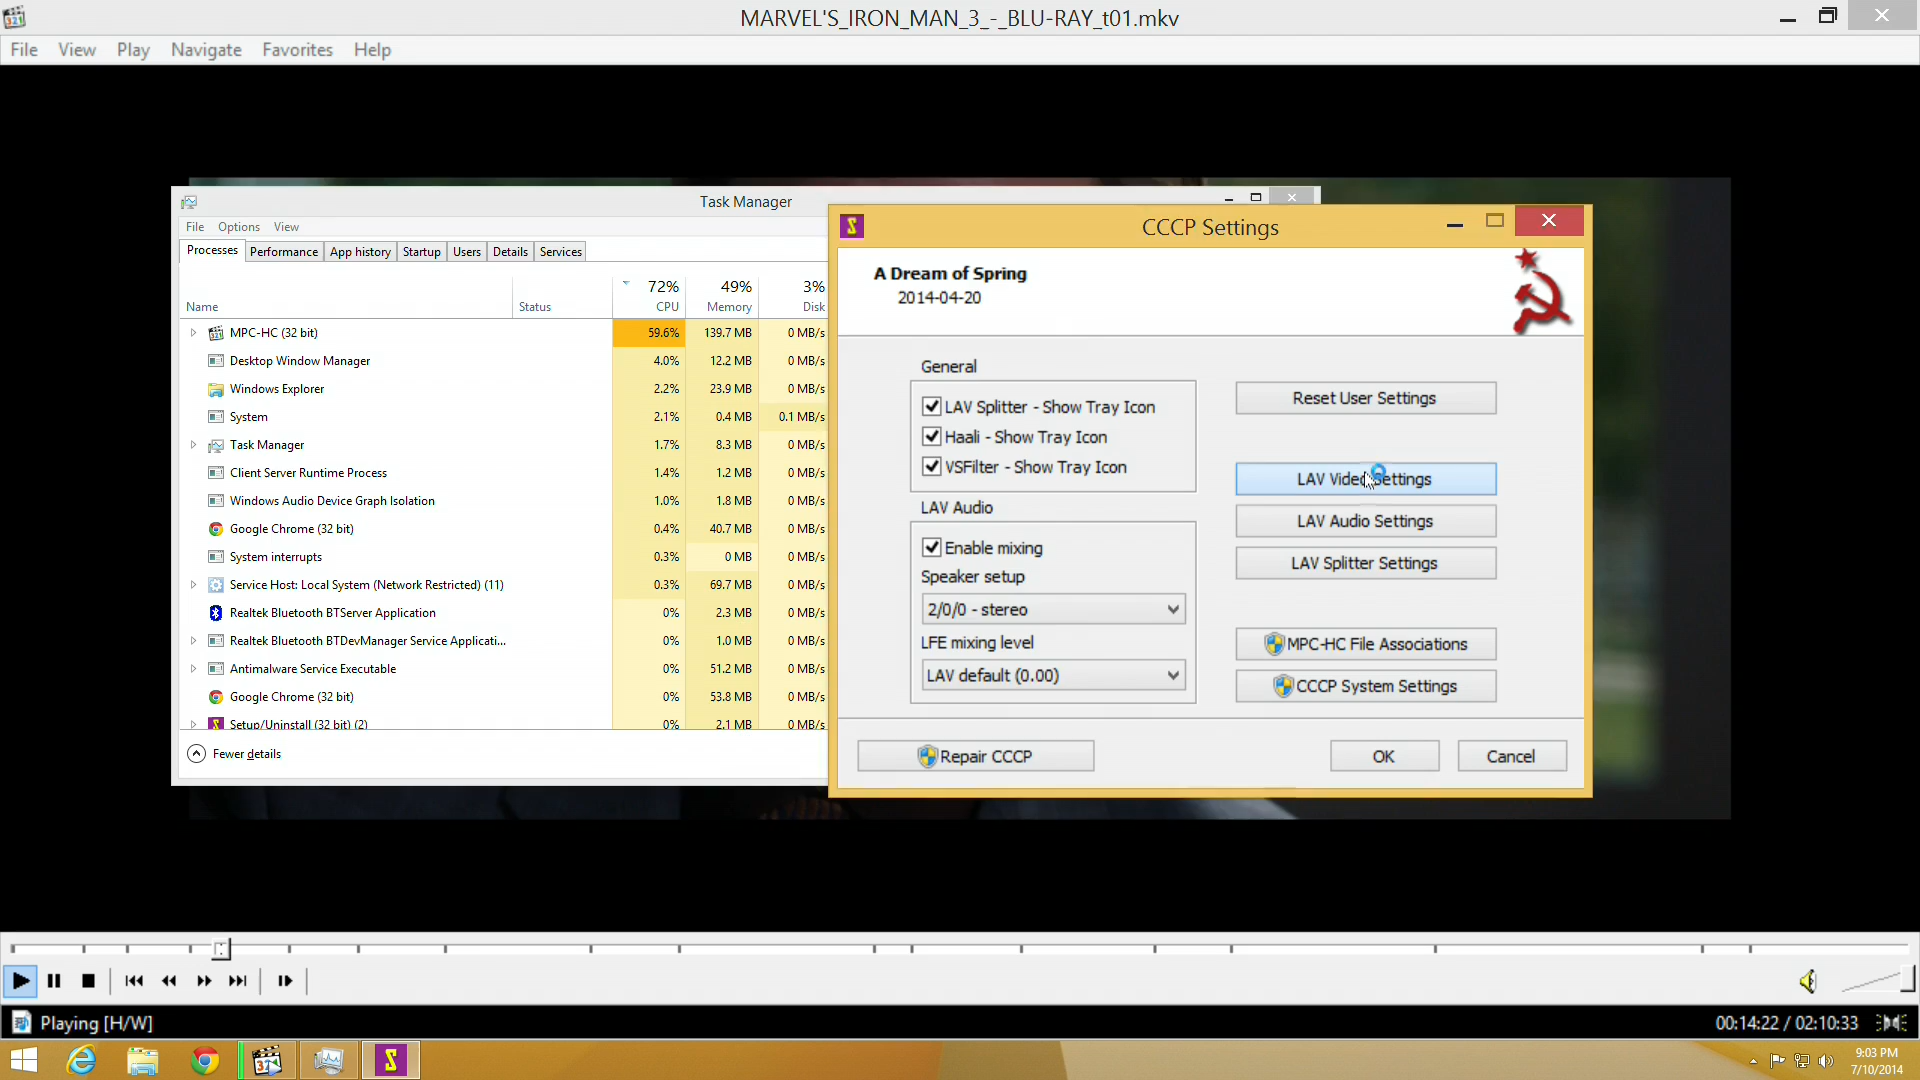 MARVEL'S_IRON_MAN_3_-_BLU-RAY_t01.mkv
File View Play Navigate Favorites Help
Task Manager
File Options View
Processes Performance App history Startup Users Details Services
72% 49% 3%
Name Status CPU Memory Disk
MPC-HC (32 bit) 59.6% 139.7 MB 0 MB/s
Desktop Window Manager 4.0% 12.2 MB 0 MB/s
Windows Explorer 2.2% 23.9 MB 0 MB/s
System 2.1% 0.4 MB 0.1 MB/s
Task Manager 1.7% 8.3 MB 0 MB/s
Client Server Runtime Process 1.4% 1.2 MB 0 MB/s
Windows Audio Device Graph Isolation 1.0% 1.8 MB 0 MB/s
Google Chrome (32 bit) 0.4% 40.7 MB 0 MB/s
System interrupts 0.3% 0 MB 0 MB/s
Service Host: Local System (Network Restricted) (11) 0.3% 69.7 MB 0 MB/s
Realtek Bluetooth BTServer Application 0% 2.3 MB 0 MB/s
Realtek Bluetooth BTDevManager Service Applicati... 0% 1.0 MB 0 MB/s
Antimalware Service Executable 0% 51.2 MB 0 MB/s
Google Chrome (32 bit) 0% 53.8 MB 0 MB/s
Setup/Uninstall (32 bit) (2) 0% 2.1 MB 0 MB/s
Fewer details
CCCP Settings
A Dream of Spring
2014-04-20
General
LAV Splitter - Show Tray Icon
Haali - Show Tray Icon
VSFilter - Show Tray Icon
LAV Audio
Enable mixing
Speaker setup
2/0/0 - stereo
LFE mixing level
LAV default (0.00)
Reset User Settings
LAV Video Settings
LAV Audio Settings
LAV Splitter Settings
MPC-HC File Associations
CCCP System Settings
Repair CCCP OK Cancel
Playing [H/W] 00:14:22 / 02:10:33
9:03 PM
7/10/2014